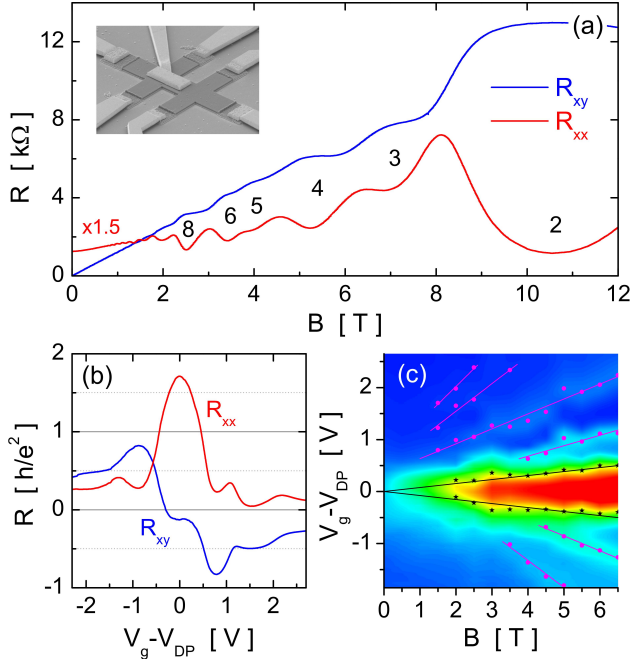 (a)
16
12
8
4
0
R [ kΩ ]
R_xy
R_xx
x1.5
8
6
5
4
3
2
0 2 4 6 8 10 12
B [ T ]
(b)
2
1
0
-1
R [ h/e² ]
R_xx
R_xy
-2 -1 0 1 2
V_g-V_DP [ V ]
(c)
2
1
0
-1
V_g-V_DP [ V ]
0 1 2 3 4 5 6
B [ T ]